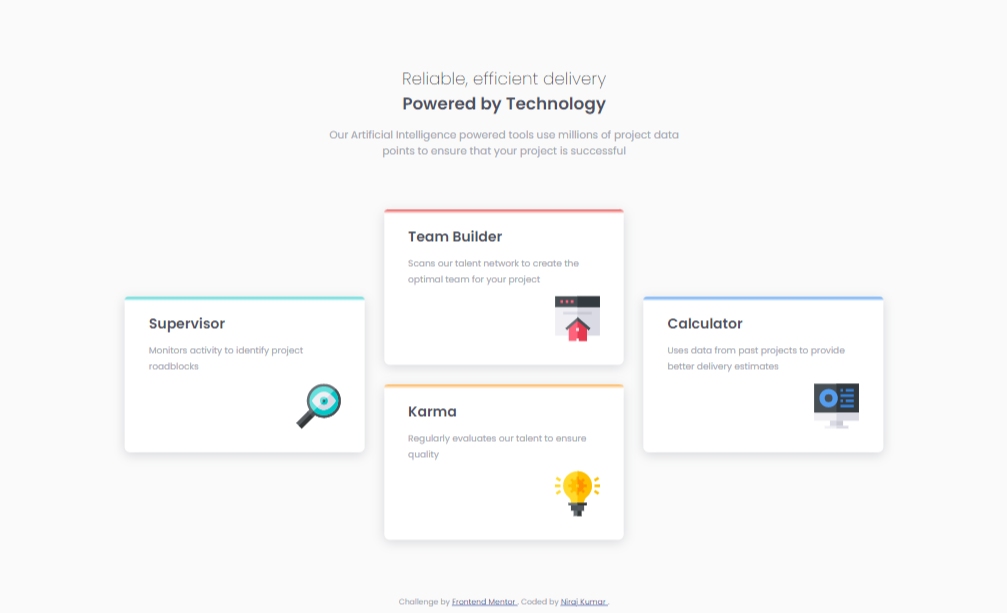 Reliable, efficient delivery
Powered by Technology
Our Artificial Intelligence powered tools use millions of project data
points to ensure that your project is successful
Supervisor
Monitors activity to identify project
roadblocks
Team Builder
Scans our talent network to create the
optimal team for your project
Karma
Regularly evaluates our talent to ensure
quality
Calculator
Uses data from past projects to provide
better delivery estimates
Challenge by Frontend Mentor . Coded by Niraj Kumar .